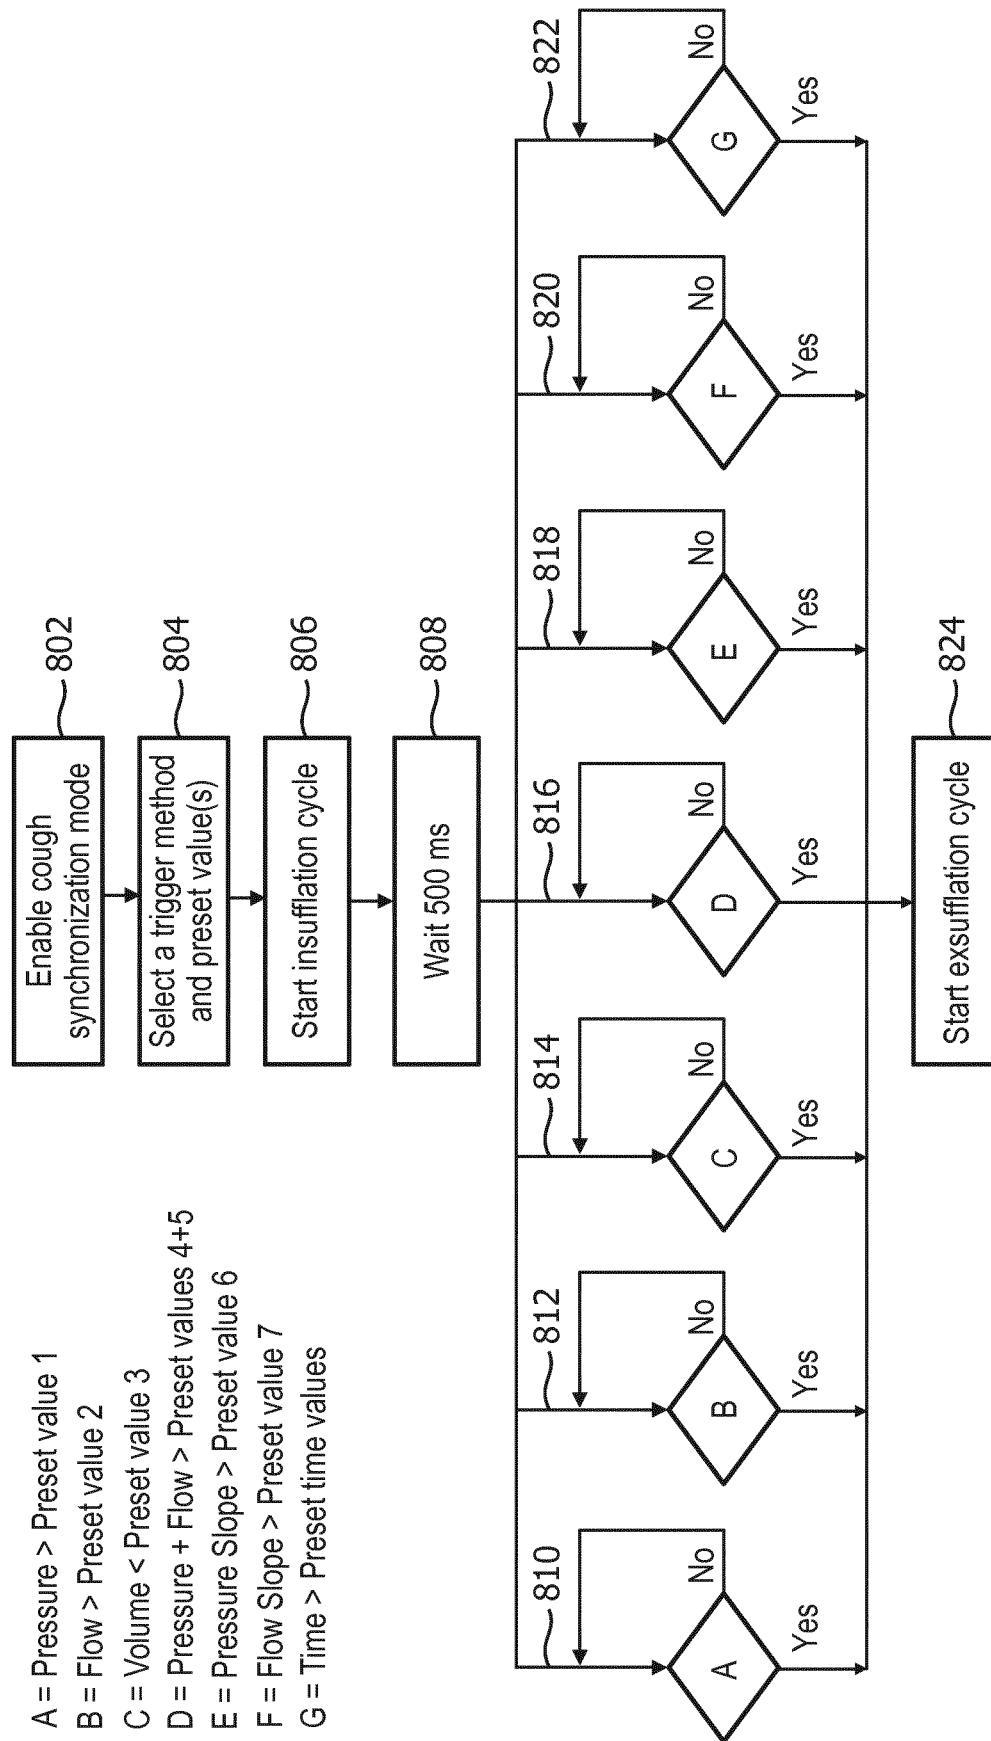 A = Pressure > Preset value 1
B = Flow > Preset value 2
C = Volume < Preset value 3
D = Pressure + Flow > Preset values 4+5
E = Pressure Slope > Preset value 6
F = Flow Slope > Preset value 7
G = Time > Preset time values
Enable cough
synchronization mode
802
Select a trigger method
and preset value(s)
804
Start insufflation cycle
806
Wait 500 ms
808
810
A
No
Yes
812
B
No
Yes
814
C
No
Yes
816
D
No
Yes
818
E
No
Yes
820
F
No
Yes
822
G
No
Yes
Start exsufflation cycle
824